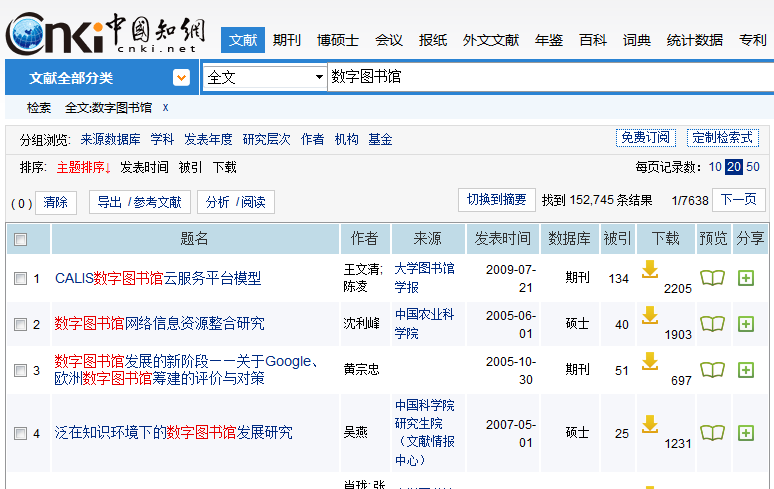 Cnki 中國知網
cnki.net
文献 期刊 博硕士 会议 报纸 外文文献 年鉴 百科 词典 统计数据 专利
文献全部分类 全文 数字图书馆
检索 全文:数字图书馆 x
分组浏览: 来源数据库 学科 发表年度 研究层次 作者 机构 基金 免费订阅 定制检索式
排序: 主题排序↓ 发表时间 被引 下载 每页记录数: 10 20 50
(0) 清除 导出 /参考文献 分析 /阅读 切换到摘要 找到 152,745 条结果 1/7638 下一页
题名 作者 来源 发表时间 数据库 被引 下载 预览 分享
1 CALIS数字图书馆云服务平台模型 王文清; 大学图书馆 2009-07- 期刊 134
陈凌 学报 21 2205
2 数字图书馆网络信息资源整合研究 沈利峰 中国农业科 2005-06- 硕士 40
学院 01 1903
3 数字图书馆发展的新阶段——关于Google、 黄宗忠 2005-10- 期刊 51
欧洲数字图书馆筹建的评价与对策 30 697
4 泛在知识环境下的数字图书馆发展研究 吴燕 中国科学院 2007-05- 硕士 25
研究生院 01 1231
（文献情报
中心）
肖珑; 张